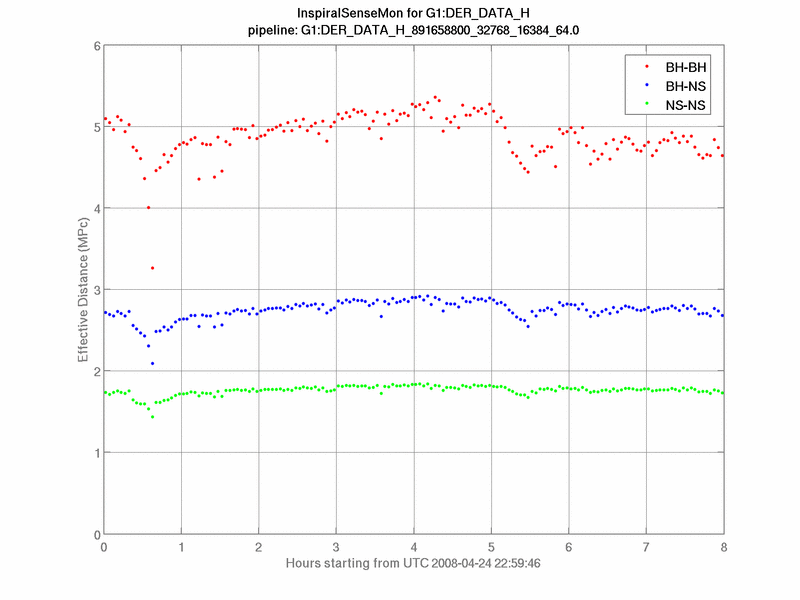 InspiralSenseMon for G1:DER_DATA_H
pipeline: G1:DER_DATA_H_891658800_32768_16384_64.0
BH-BH
BH-NS
NS-NS
Effective Distance (MPc)
6
5
4
3
2
1
0
0 1 2 3 4 5 6 7 8
Hours starting from UTC 2008-04-24 22:59:46